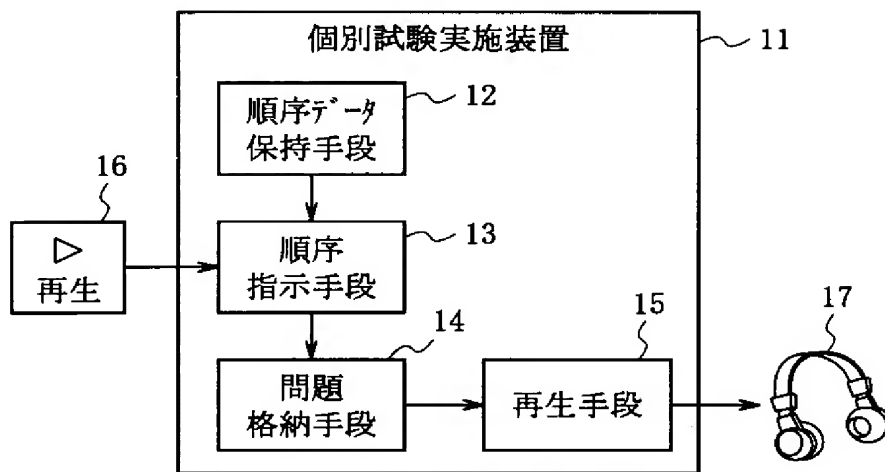 個別試験実施装置
11
順序データ
保持手段
12
16
▷
再生
順序
指示手段
13
問題
格納手段
14
再生手段
15
17